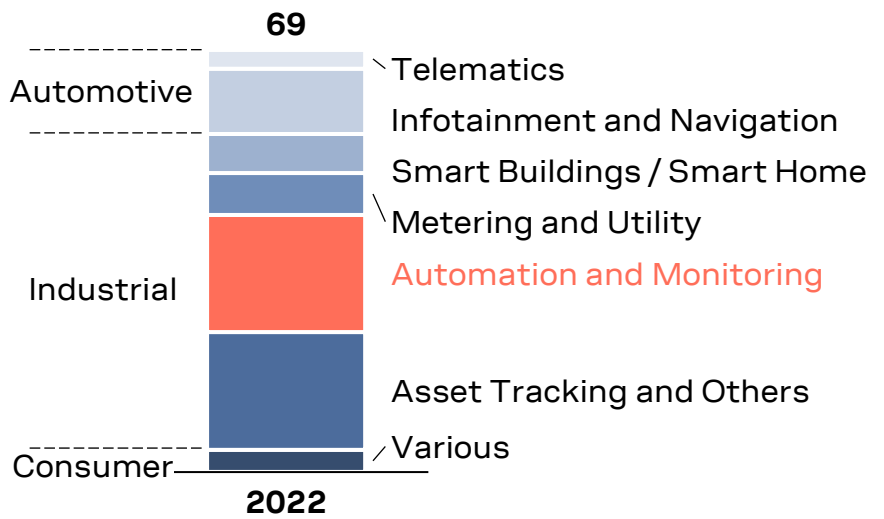 69
Automotive
Telematics
Infotainment and Navigation
Smart Buildings / Smart Home
Metering and Utility
Industrial
Automation and Monitoring
Asset Tracking and Others
Consumer
Various
2022